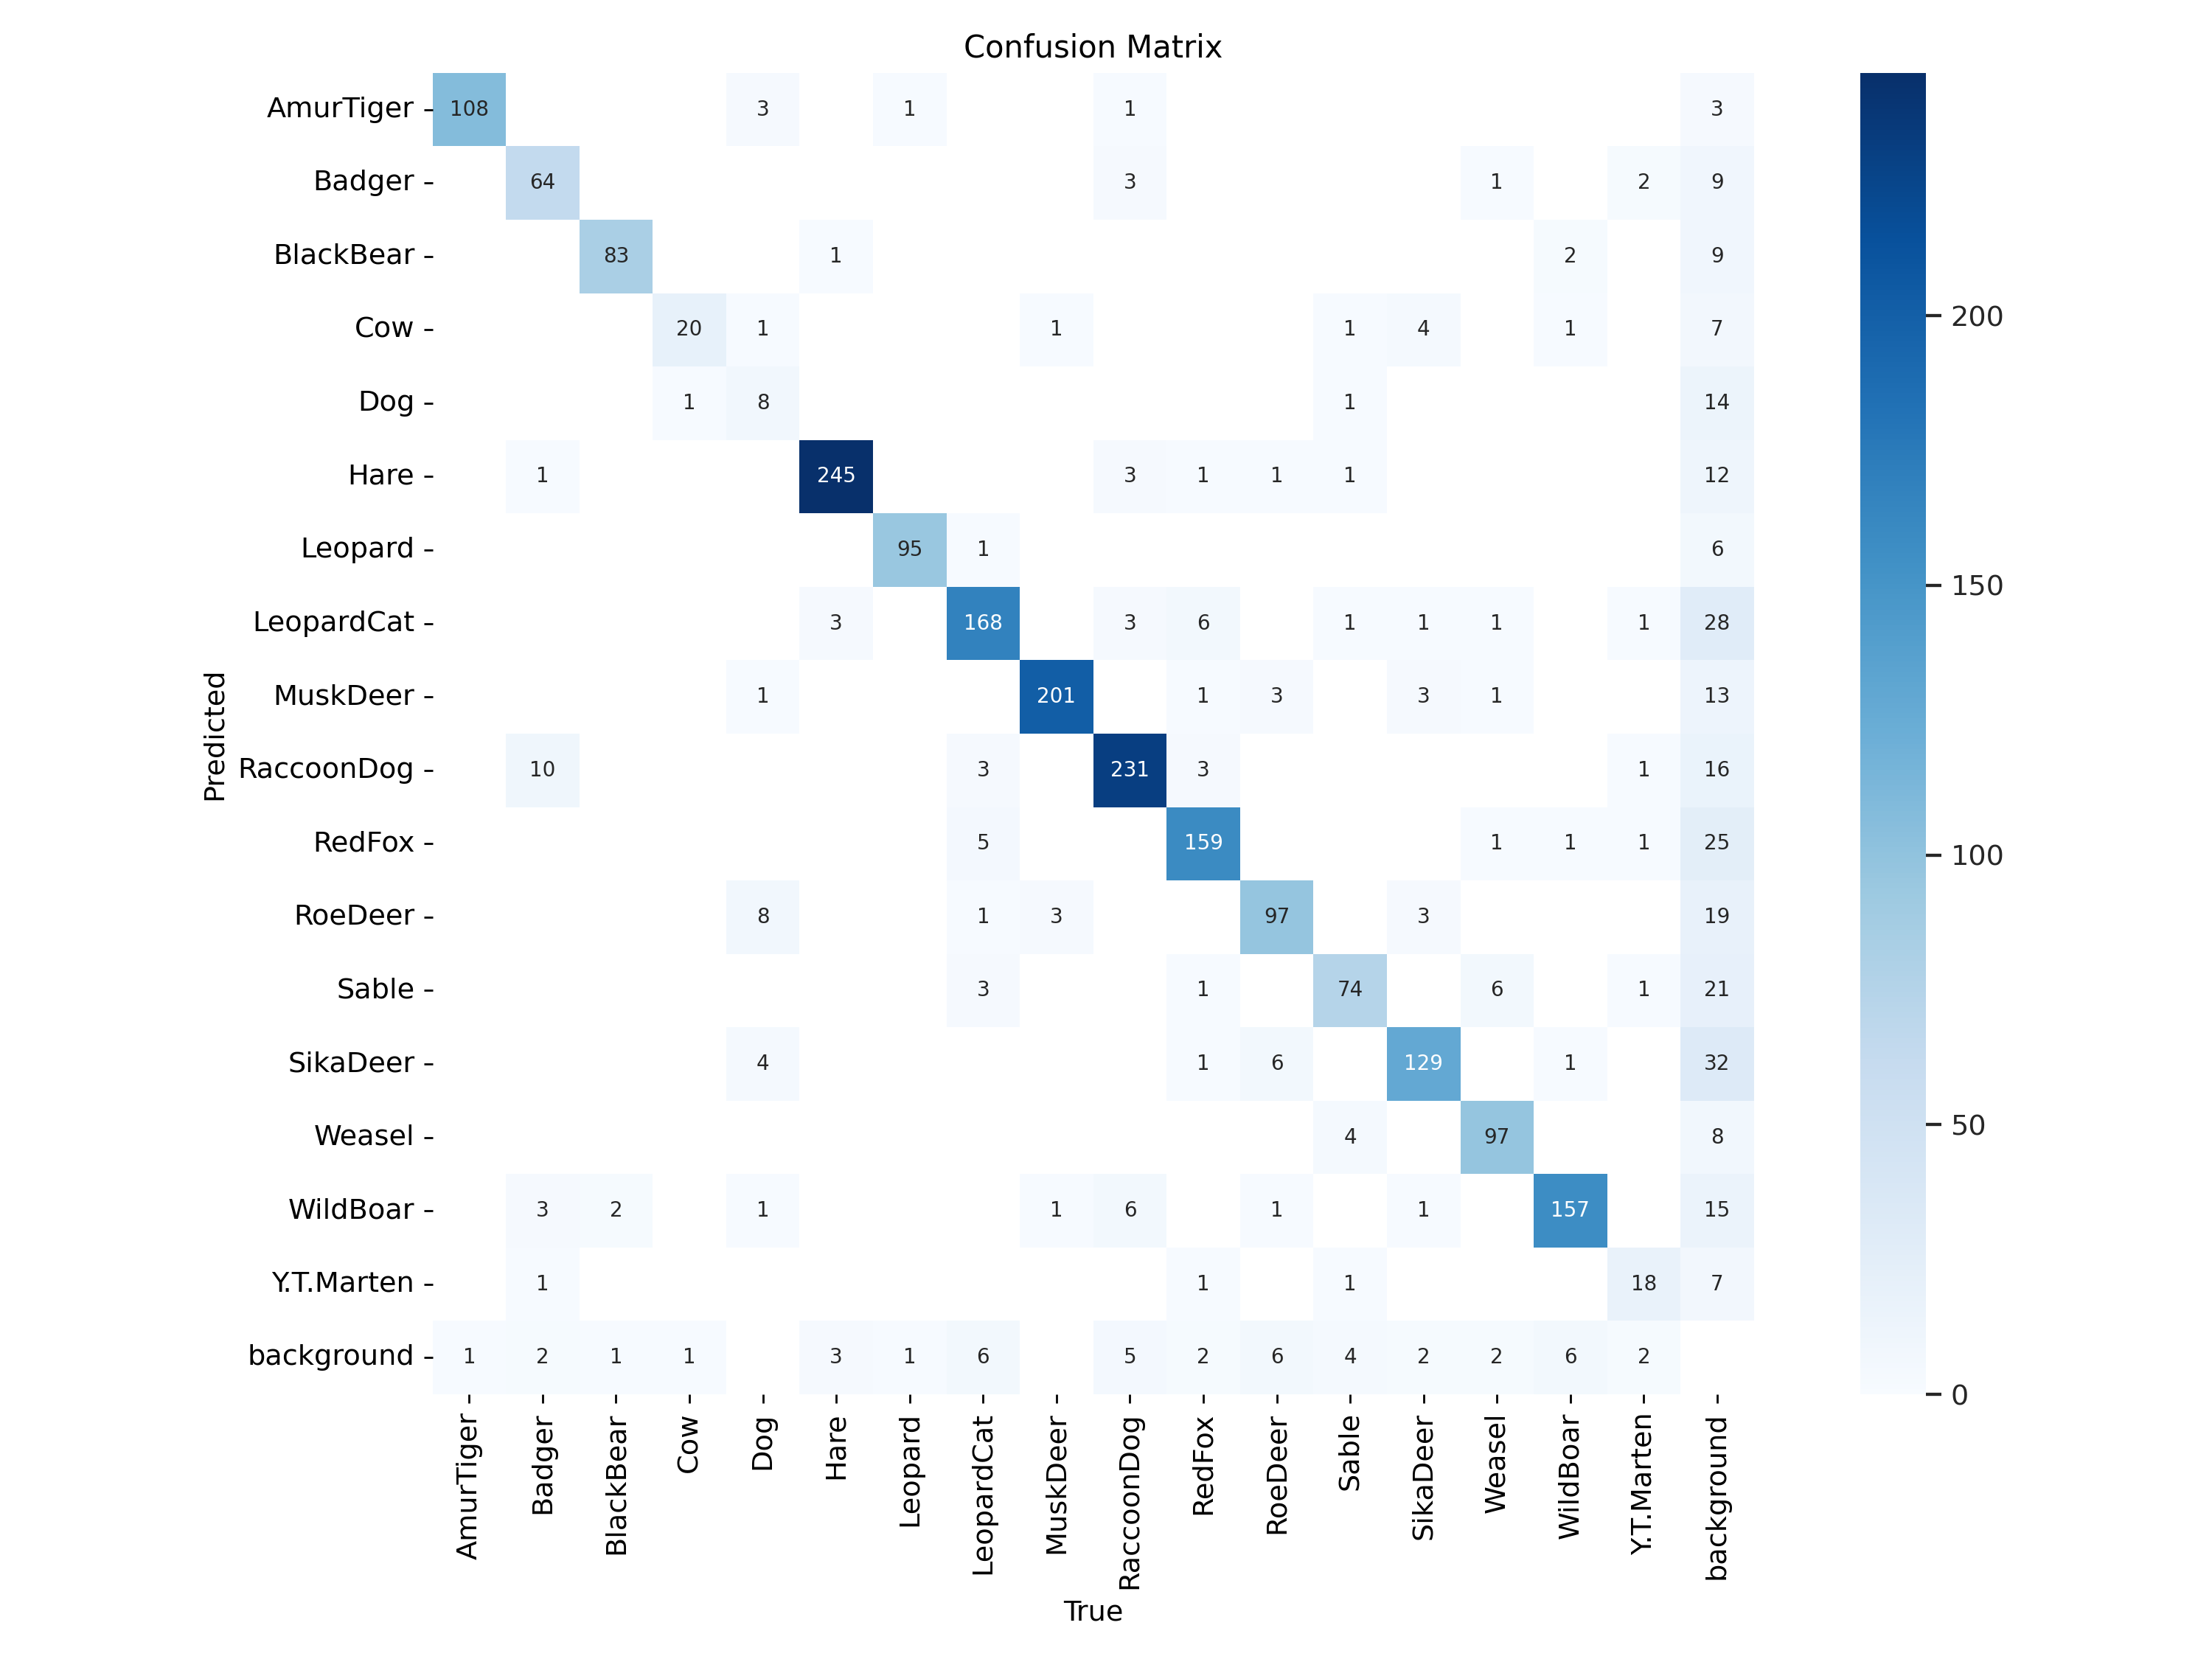 Confusion Matrix
AmurTiger 108 3 1 1 3
Badger 64 3 1 2 9
BlackBear 83 1 2 9
Cow 20 1 1 1 4 1 7
Dog 1 8 1 14
Hare 1 245 3 1 1 1 12
Leopard 95 1 6
LeopardCat 3 168 3 6 1 1 1 1 28
MuskDeer 1 201 1 3 3 1 13
RaccoonDog 10 3 231 3 1 16
RedFox 5 159 1 1 1 25
RoeDeer 8 1 3 97 3 19
Sable 3 1 74 6 1 21
SikaDeer 4 1 6 129 1 32
Weasel 4 97 8
WildBoar 3 2 1 1 6 1 1 157 15
Y.T.Marten 1 1 1 18 7
background 1 2 1 1 3 1 6 5 2 6 4 2 2 6 2
AmurTiger Badger BlackBear Cow Dog Hare Leopard LeopardCat MuskDeer RaccoonDog RedFox RoeDeer Sable SikaDeer Weasel WildBoar Y.T.Marten background
True
Predicted
200
150
100
50
0